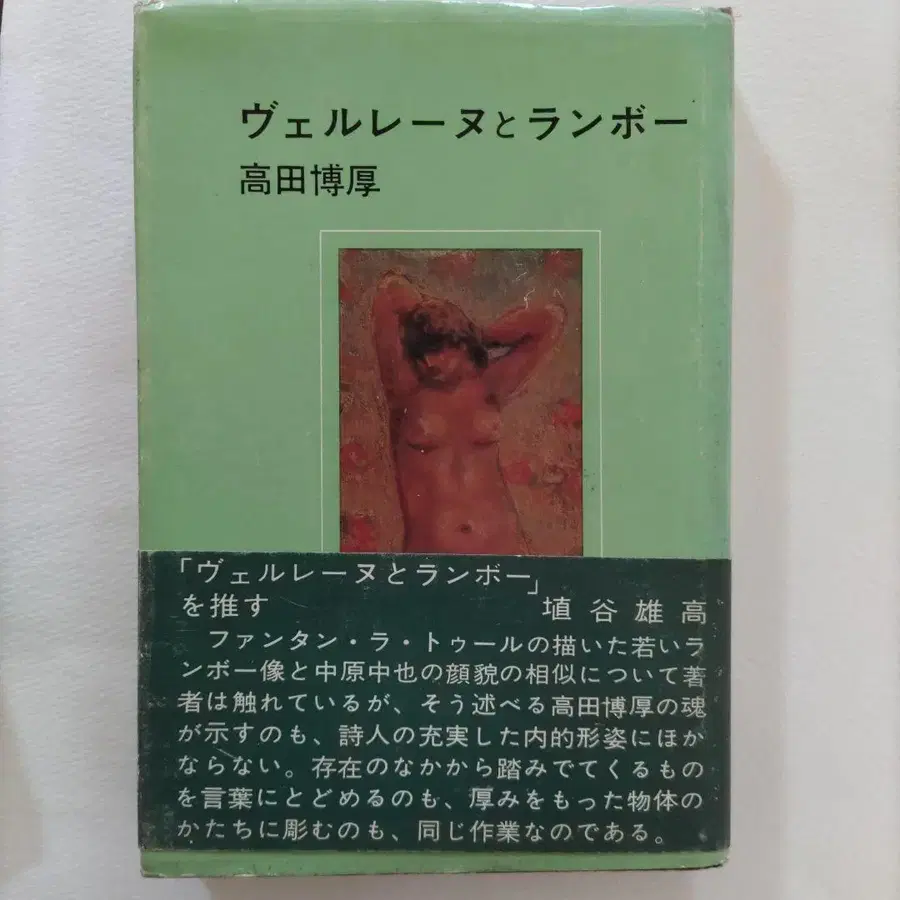 ヴェルレーヌとランボー
高田博厚
「ヴェルレーヌとランボー」
を推す 埴谷雄高
ファンタン・ラ・トゥールの描いた若いラ
ンボー像と中原中也の顔貌の相似について著
者は触れているが、そう述べる高田博厚の魂
が示すのも、詩人の充実した内的形姿にほか
ならない。存在のなかから踏みでてくるもの
を言葉にとどめるのも、厚みをもった物体の
かたちに彫むのも、同じ作業なのである。